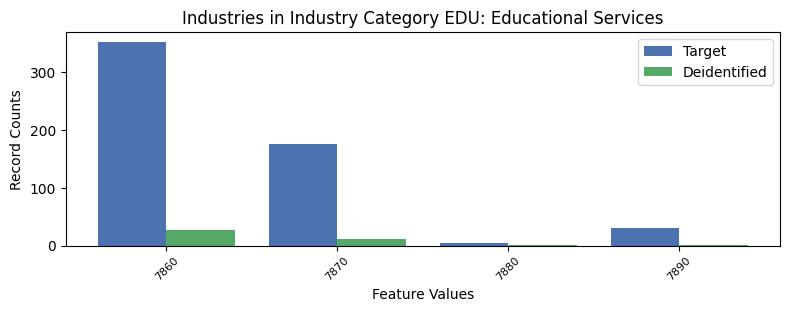 Industries in Industry Category EDU: Educational Services
Target
Deidentified
Record Counts
300
200
100
0
7860
7870
7880
7890
Feature Values